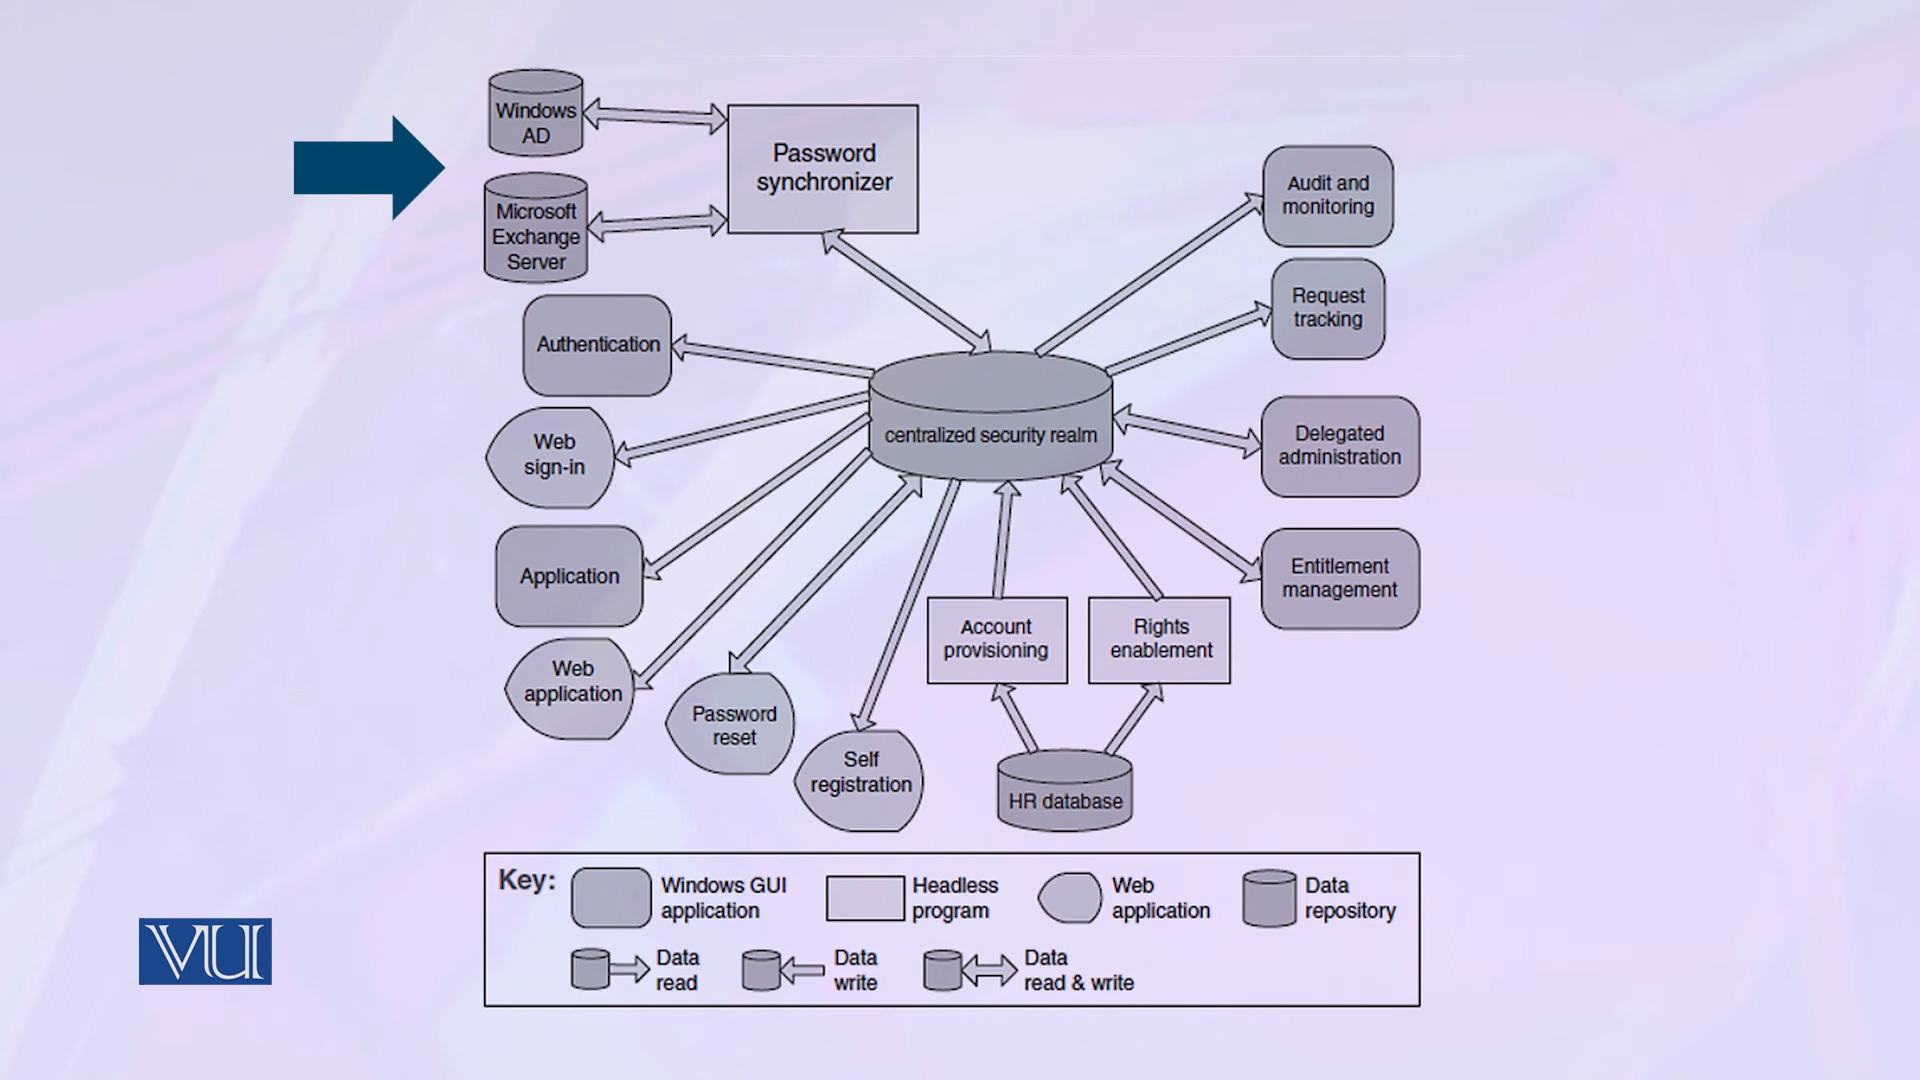 Windows
AD
Password
synchronizer
Microsoft
Exchange
Server
Audit and
monitoring
Request
tracking
Authentication
centralized security realm
Delegated
administration
Web
sign-in
Application
Entitlement
management
Account
provisioning
Rights
enablement
Web
application
Password
reset
Self
registration
HR database
Key:
Windows GUI
application
Headless
program
Web
application
Data
repository
Data
read
Data
write
Data
read & write
VU